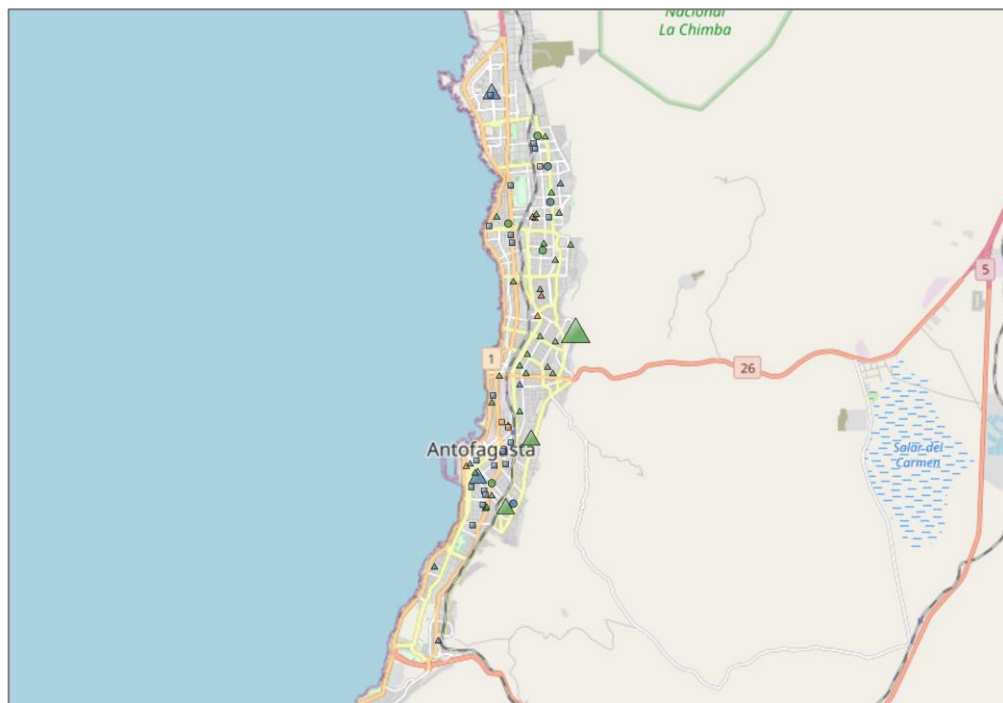 Nacional
La Chimba
5
1
26
Antofagasta
Salar del
Carmen